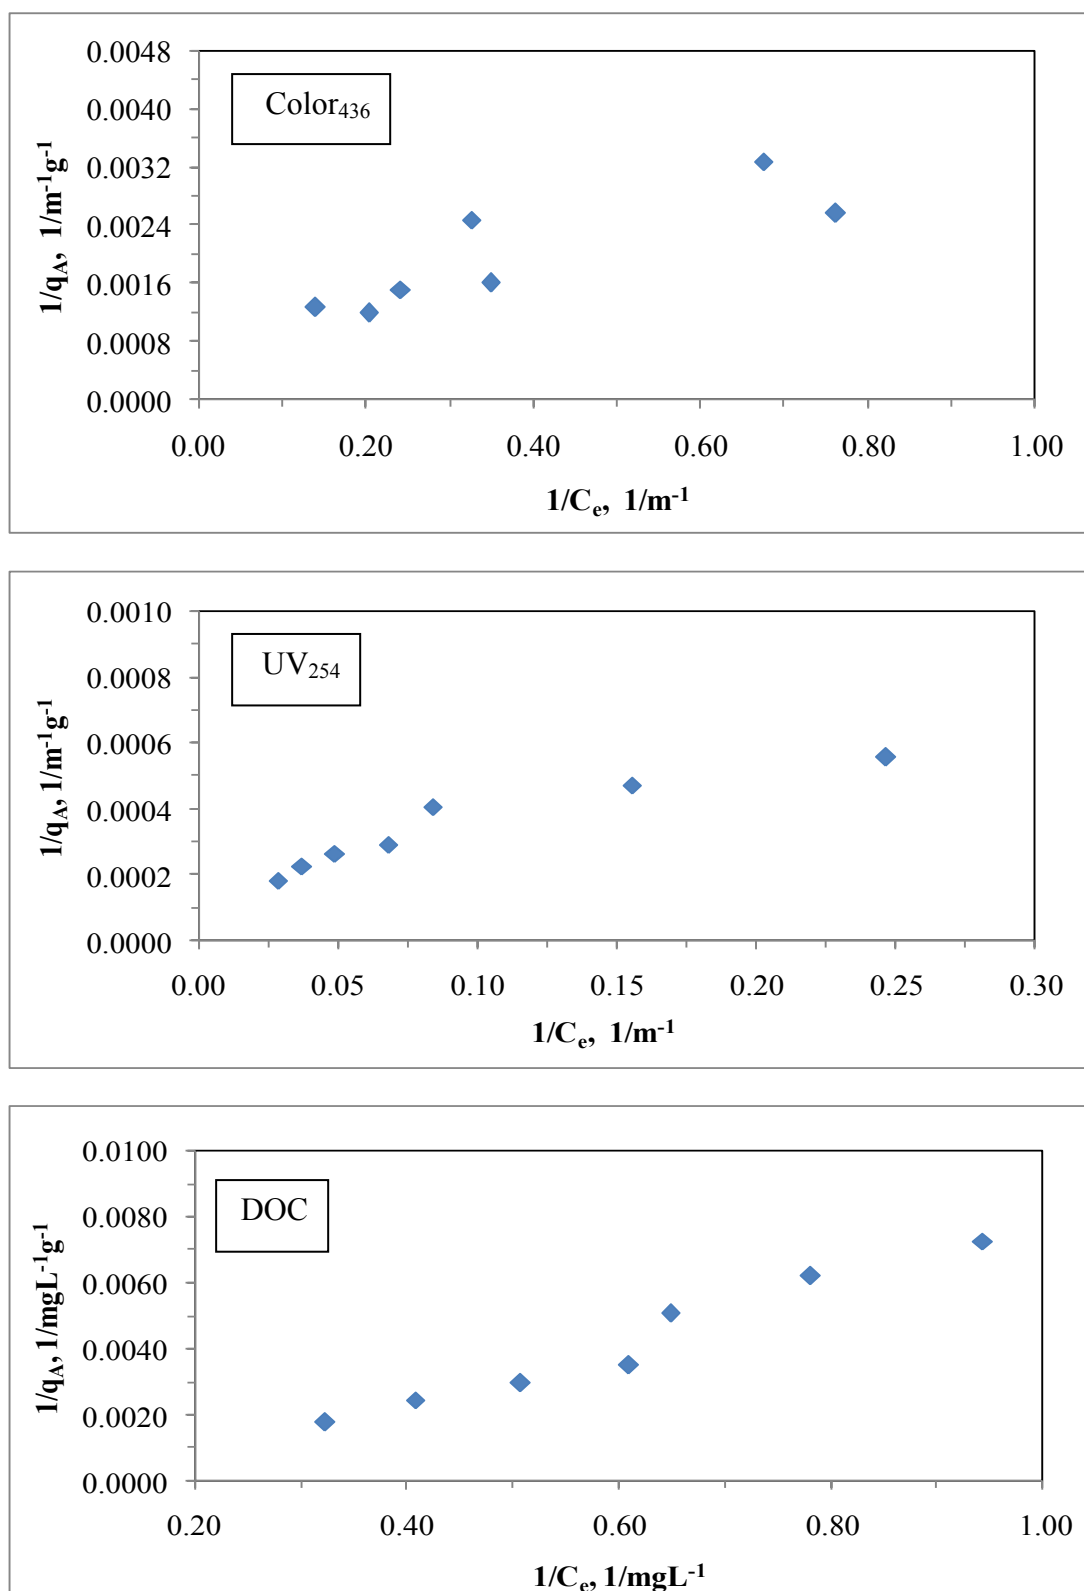 Color₄₃₆
1/q_A, 1/m⁻¹g⁻¹
0.0048
0.0040
0.0032
0.0024
0.0016
0.0008
0.0000
0.00 0.20 0.40 0.60 0.80 1.00
1/Cₑ, 1/m⁻¹
UV₂₅₄
1/q_A, 1/m⁻¹g⁻¹
0.0010
0.0008
0.0006
0.0004
0.0002
0.0000
0.00 0.05 0.10 0.15 0.20 0.25 0.30
1/Cₑ, 1/m⁻¹
DOC
1/q_A, 1/mgL⁻¹g⁻¹
0.0100
0.0080
0.0060
0.0040
0.0020
0.0000
0.20 0.40 0.60 0.80 1.00
1/Cₑ, 1/mgL⁻¹